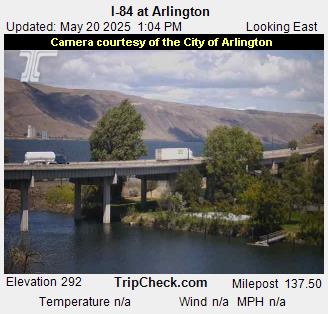 I-84 at Arlington
Updated: May 20 2025 1:04 PM Looking East
Camera courtesy of the City of Arlington
Elevation 292 TripCheck.com Milepost 137.50
Temperature n/a Wind n/a MPH n/a